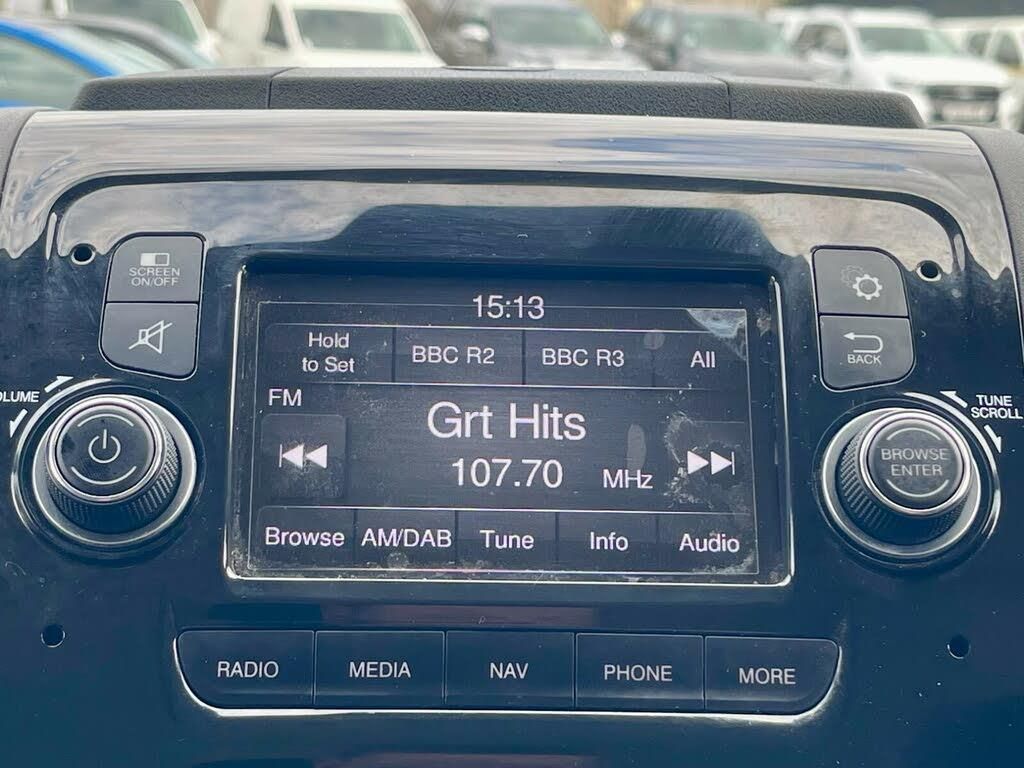 SCREEN
ON/OFF
15:13
Hold
to Set
BBC R2
BBC R3
All
BACK
FM
Grt Hits
107.70 MHz
TUNE
SCROLL
BROWSE
ENTER
Browse
AM/DAB
Tune
Info
Audio
RADIO
MEDIA
NAV
PHONE
MORE